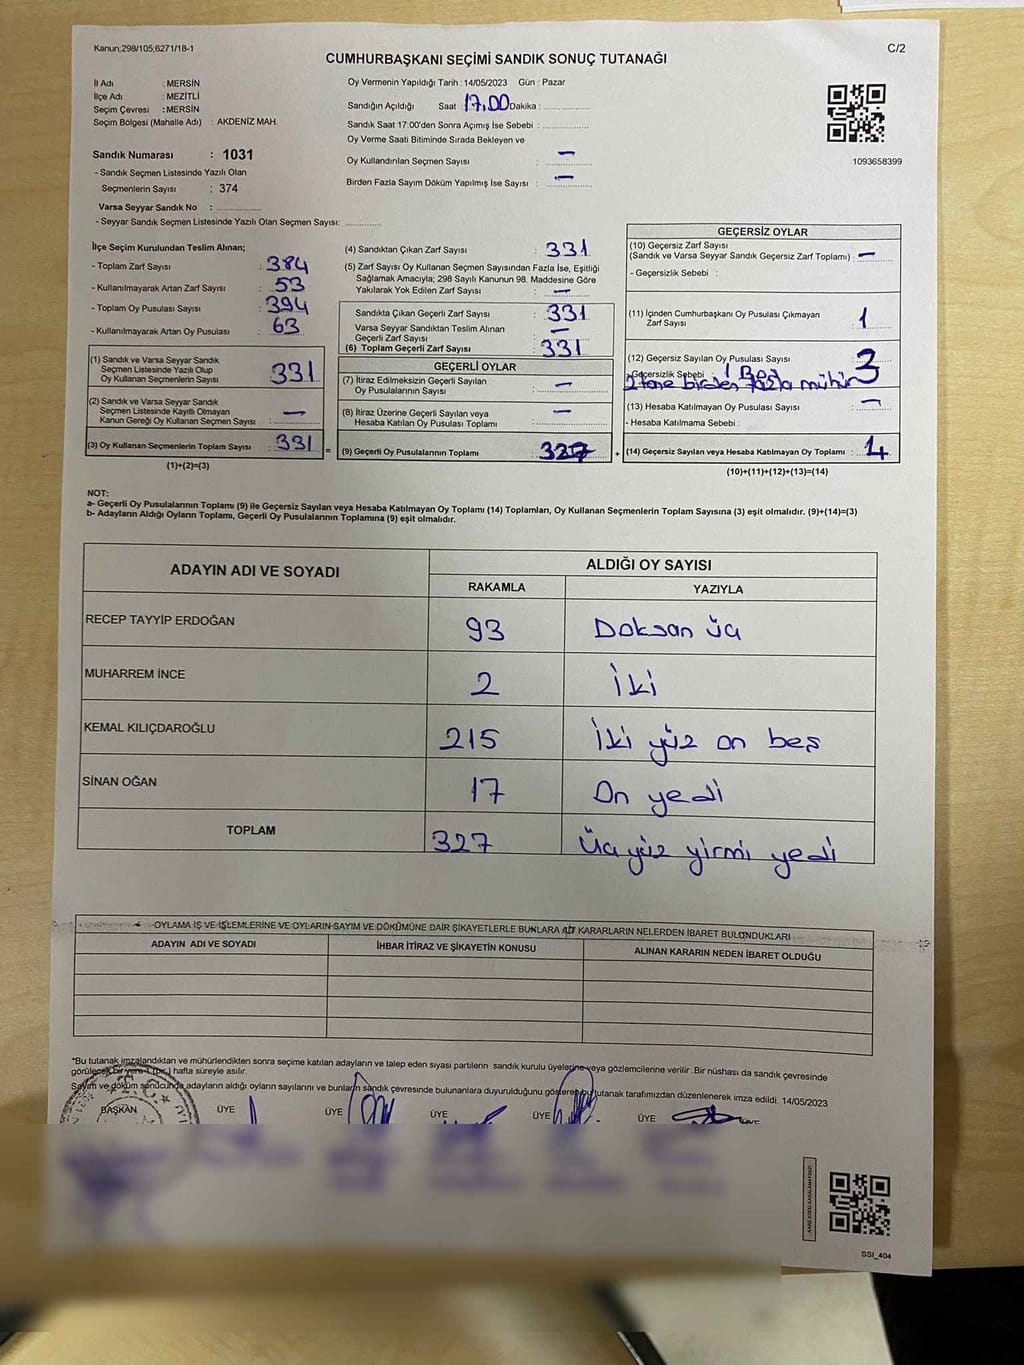 Kanun;298/105;6271/18-1
C/2
CUMHURBAŞKANI SEÇİMİ SANDIK SONUÇ TUTANAĞI
İl Adı : MERSİN
İlçe Adı : MEZİTLİ
Seçim Çevresi : MERSİN
Seçim Bölgesi (Mahalle Adı) : AKDENİZ MAH.
Sandık Numarası : 1031
- Sandık Seçmen Listesinde Yazılı Olan
Seçmenlerin Sayısı : 374
Varsa Seyyar Sandık No :
- Seyyar Sandık Seçmen Listesinde Yazılı Olan Seçmen Sayısı:
Oy Vermenin Yapıldığı Tarih : 14/05/2023 Gün : Pazar
Sandığın Açıldığı Saat 17.00 Dakika :
Sandık Saat 17:00'den Sonra Açımış İse Sebebi :
Oy Verme Saati Bitiminde Sırada Bekleyen ve
Oy Kullandırılan Seçmen Sayısı : —
Birden Fazla Sayım Döküm Yapılmış İse Sayısı : —
1093658399
İlçe Seçim Kurulundan Teslim Alınan;
- Toplam Zarf Sayısı : 384
- Kullanılmayarak Artan Zarf Sayısı : 53
- Toplam Oy Pusulası Sayısı : 394
- Kullanılmayarak Artan Oy Pusulası : 63
(1) Sandık ve Varsa Seyyar Sandık
Seçmen Listesinde Yazılı Olup
Oy Kullanan Seçmenlerin Sayısı : 331
(2) Sandık ve Varsa Seyyar Sandık
Seçmen Listesinde Kayıtlı Olmayan
Kanun Gereği Oy Kullanan Seçmen Sayısı : —
(3) Oy Kullanan Seçmenlerin Toplam Sayısı : 331
(1)+(2)=(3)
(4) Sandıktan Çıkan Zarf Sayısı : 331
(5) Zarf Sayısı Oy Kullanan Seçmen Sayısından Fazla İse, Eşitliği
Sağlamak Amacıyla; 298 Sayılı Kanunun 98. Maddesine Göre
Yakılarak Yok Edilen Zarf Sayısı : —
Sandıkta Çıkan Geçerli Zarf Sayısı : 331
Varsa Seyyar Sandıktan Teslim Alınan
Geçerli Zarf Sayısı : —
(6) Toplam Geçerli Zarf Sayısı : 331
GEÇERLİ OYLAR
(7) İtiraz Edilmeksizin Geçerli Sayılan
Oy Pusulalarının Sayısı : —
(8) İtiraz Üzerine Geçerli Sayılan veya
Hesaba Katılan Oy Pusulası Toplamı : —
= (9) Geçerli Oy Pusulalarının Toplamı : 327
GEÇERSİZ OYLAR
(10) Geçersiz Zarf Sayısı
(Sandık ve Varsa Seyyar Sandık Geçersiz Zarf Toplamı) : —
- Geçersizlik Sebebi :
(11) İçinden Cumhurbaşkanı Oy Pusulası Çıkmayan
Zarf Sayısı : 1
(12) Geçersiz Sayılan Oy Pusulası Sayısı : 3
- Geçersizlik Sebebi : 1 Boş
2 tane birden fazla mühür
(13) Hesaba Katılmayan Oy Pusulası Sayısı : —
- Hesaba Katılmama Sebebi :
+ (14) Geçersiz Sayılan veya Hesaba Katılmayan Oy Toplamı : 4
(10)+(11)+(12)+(13)=(14)
NOT:
a- Geçerli Oy Pusulalarının Toplamı (9) ile Geçersiz Sayılan veya Hesaba Katılmayan Oy Toplamı (14) Toplamları, Oy Kullanan Seçmenlerin Toplam Sayısına (3) eşit olmalıdır. (9)+(14)=(3)
b- Adayların Aldığı Oyların Toplamı, Geçerli Oy Pusulalarının Toplamına (9) eşit olmalıdır.
ADAYIN ADI VE SOYADI
ALDIĞI OY SAYISI
RAKAMLA YAZIYLA
RECEP TAYYİP ERDOĞAN 93 Doksan üç
MUHARREM İNCE 2 İki
KEMAL KILIÇDAROĞLU 215 İki yüz on beş
SİNAN OĞAN 17 On yedi
TOPLAM 327 Üç yüz yirmi yedi
OYLAMA İŞ VE İŞLEMLERİNE VE OYLARIN SAYIM VE DÖKÜMÜNE DAİR ŞİKAYETLERLE BUNLARA AİT KARARLARIN NELERDEN İBARET BULUNDUKLARI
ADAYIN ADI VE SOYADI İHBAR İTİRAZ VE ŞİKAYETİN KONUSU ALINAN KARARIN NEDEN İBARET OLDUĞU
*Bu tutanak imzalandıktan ve mühürlendikten sonra seçime katılan adayların ve talep eden siyasi partilerin sandık kurulu üyelerine veya gözlemcilerine verilir .Bir nüshası da sandık çevresinde
görülecek bir yere 1 (bir) hafta süreyle asılır.
Sayım ve döküm sonucunda adayların aldığı oyların sayılarını ve bunların sandık çevresinde bulunanlara duyurulduğunu gösteren bu tutanak tarafımızdan düzenlenerek imza edildi. 14/05/2023
BAŞKAN ÜYE ÜYE ÜYE ÜYE ÜYE ÜYE
T.C.
SSI_404